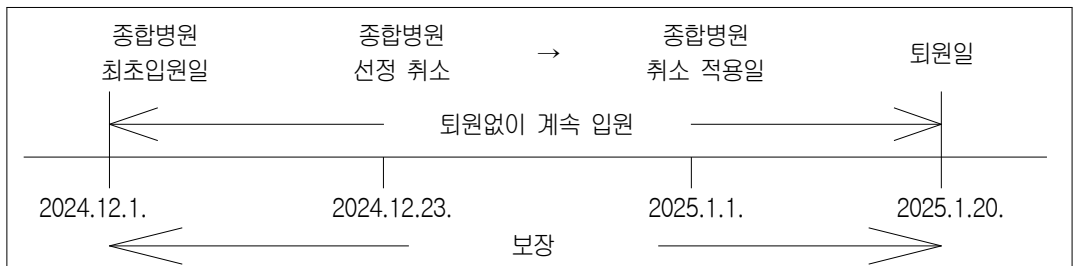 종합병원 종합병원 → 종합병원 퇴원일
최초입원일 선정 취소 취소 적용일
퇴원없이 계속 입원
2024.12.1. 2024.12.23. 2025.1.1. 2025.1.20.
보장